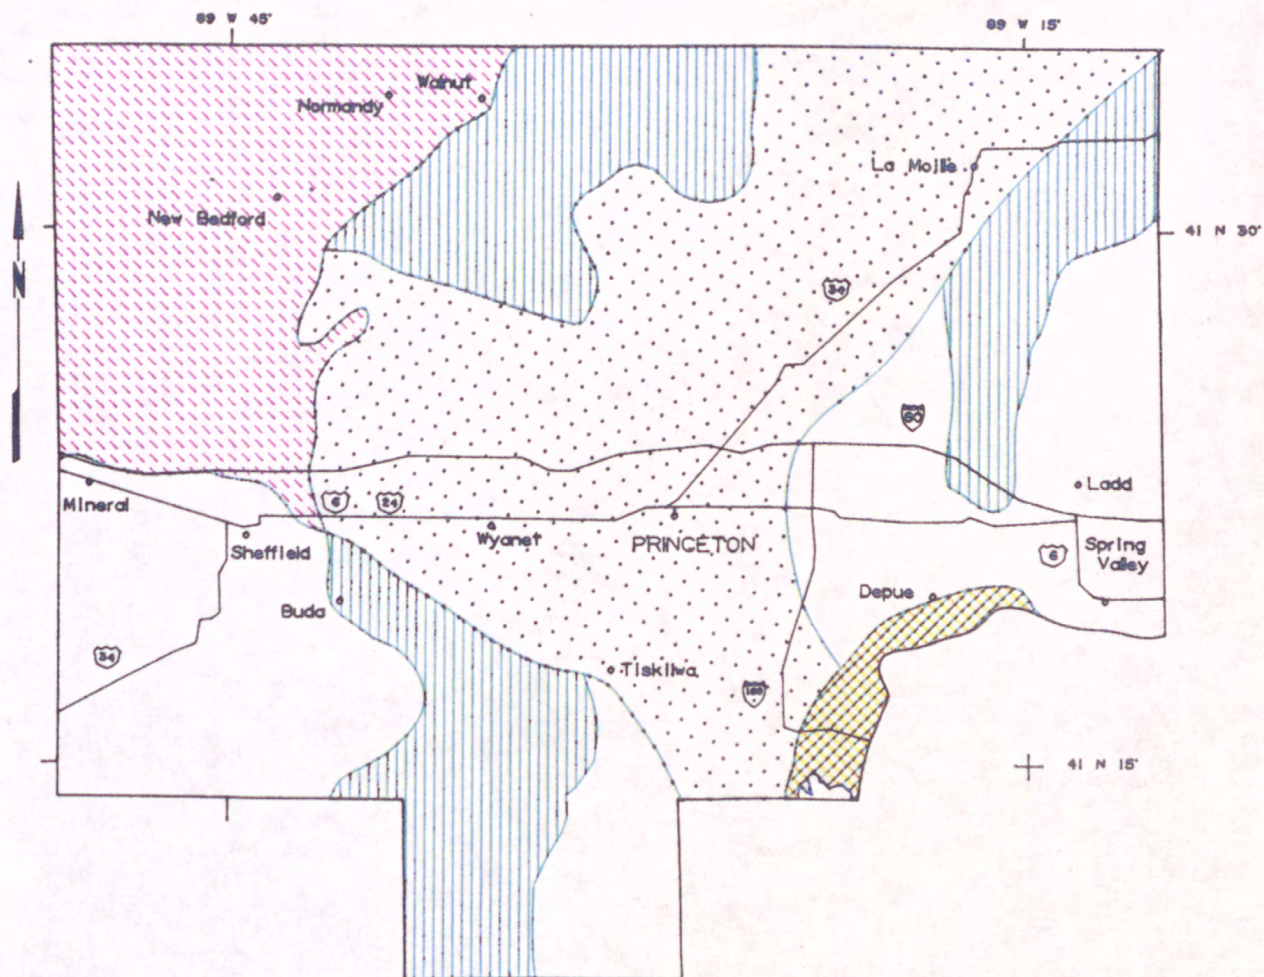 89 W 45'
89 W 15'
Walnut
Normandy
La Moille
New Bedford
41 N 30'
N
34
80
Mineral
6
24
Ladd
Sheffield
Wyanet
PRINCETON
Spring
Valley
6
Buda
Depue
34
Tiskilwa
180
41 N 15'